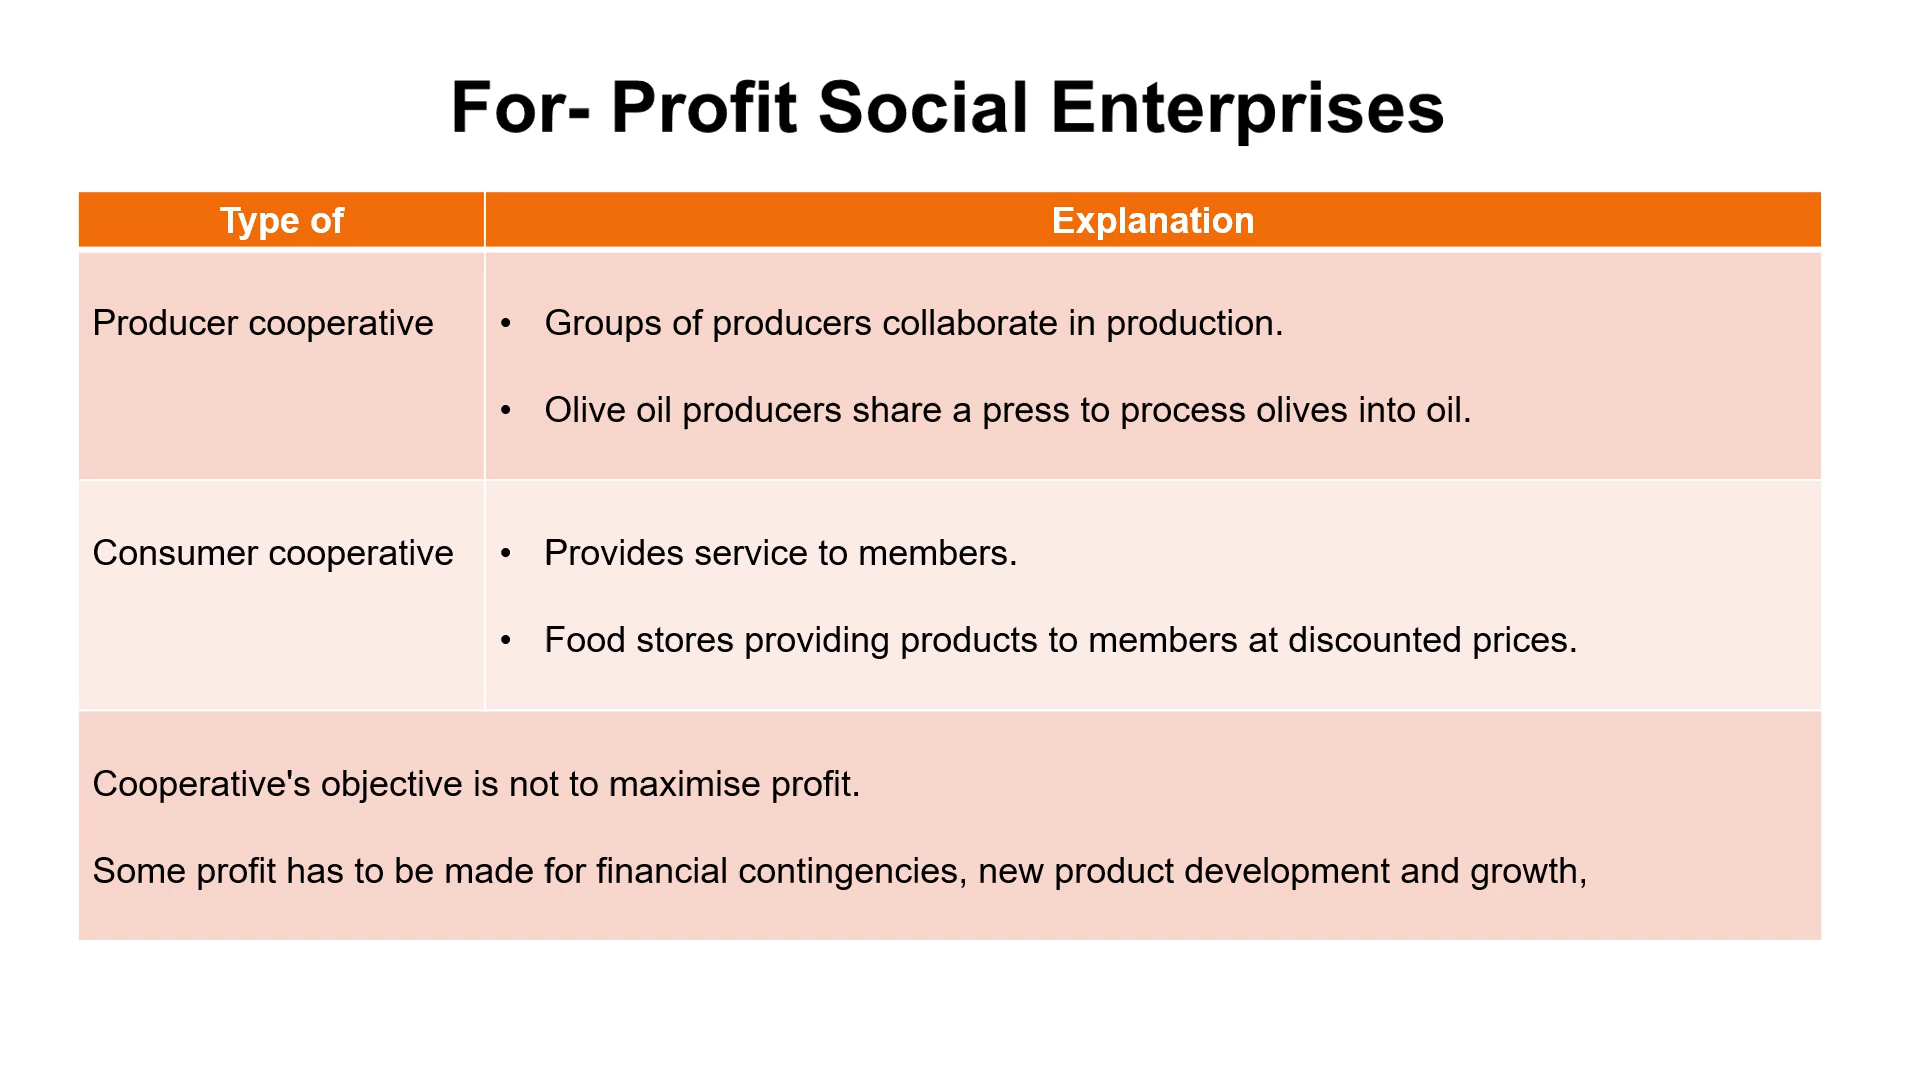 For- Profit Social Enterprises
Type of
Explanation
Producer cooperative
• Groups of producers collaborate in production.
• Olive oil producers share a press to process olives into oil.
Consumer cooperative
• Provides service to members.
• Food stores providing products to members at discounted prices.
Cooperative's objective is not to maximise profit.
Some profit has to be made for financial contingencies, new product development and growth,